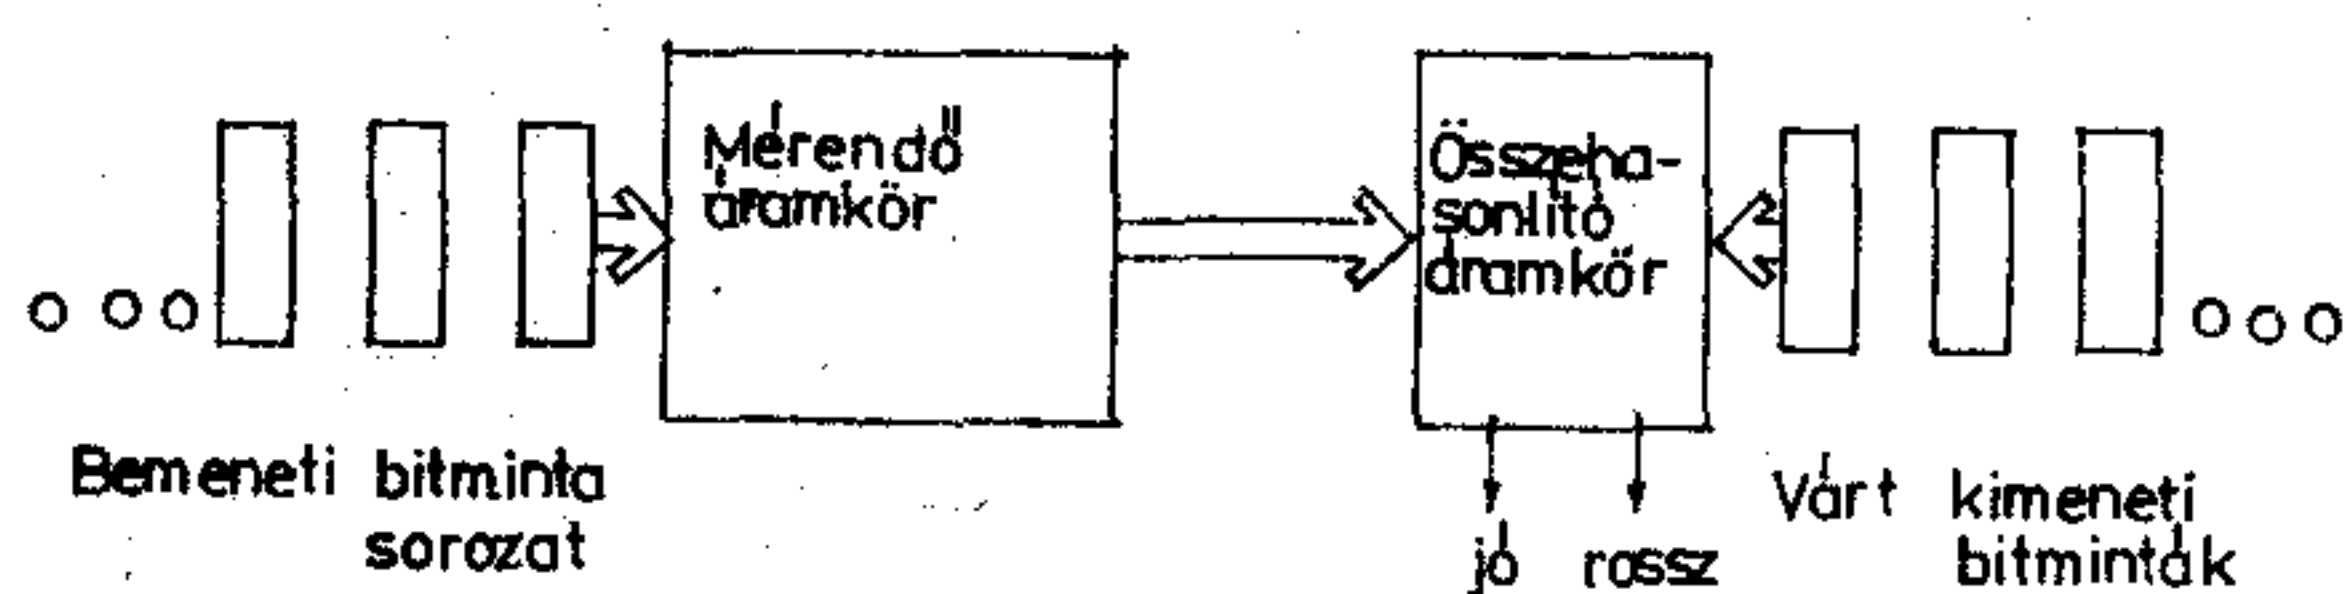 Mérendő
áramkör
Összeha-
sonlító
áramkör
Bemeneti bitminta
sorozat
jó rossz
Várt kimeneti
bitminták